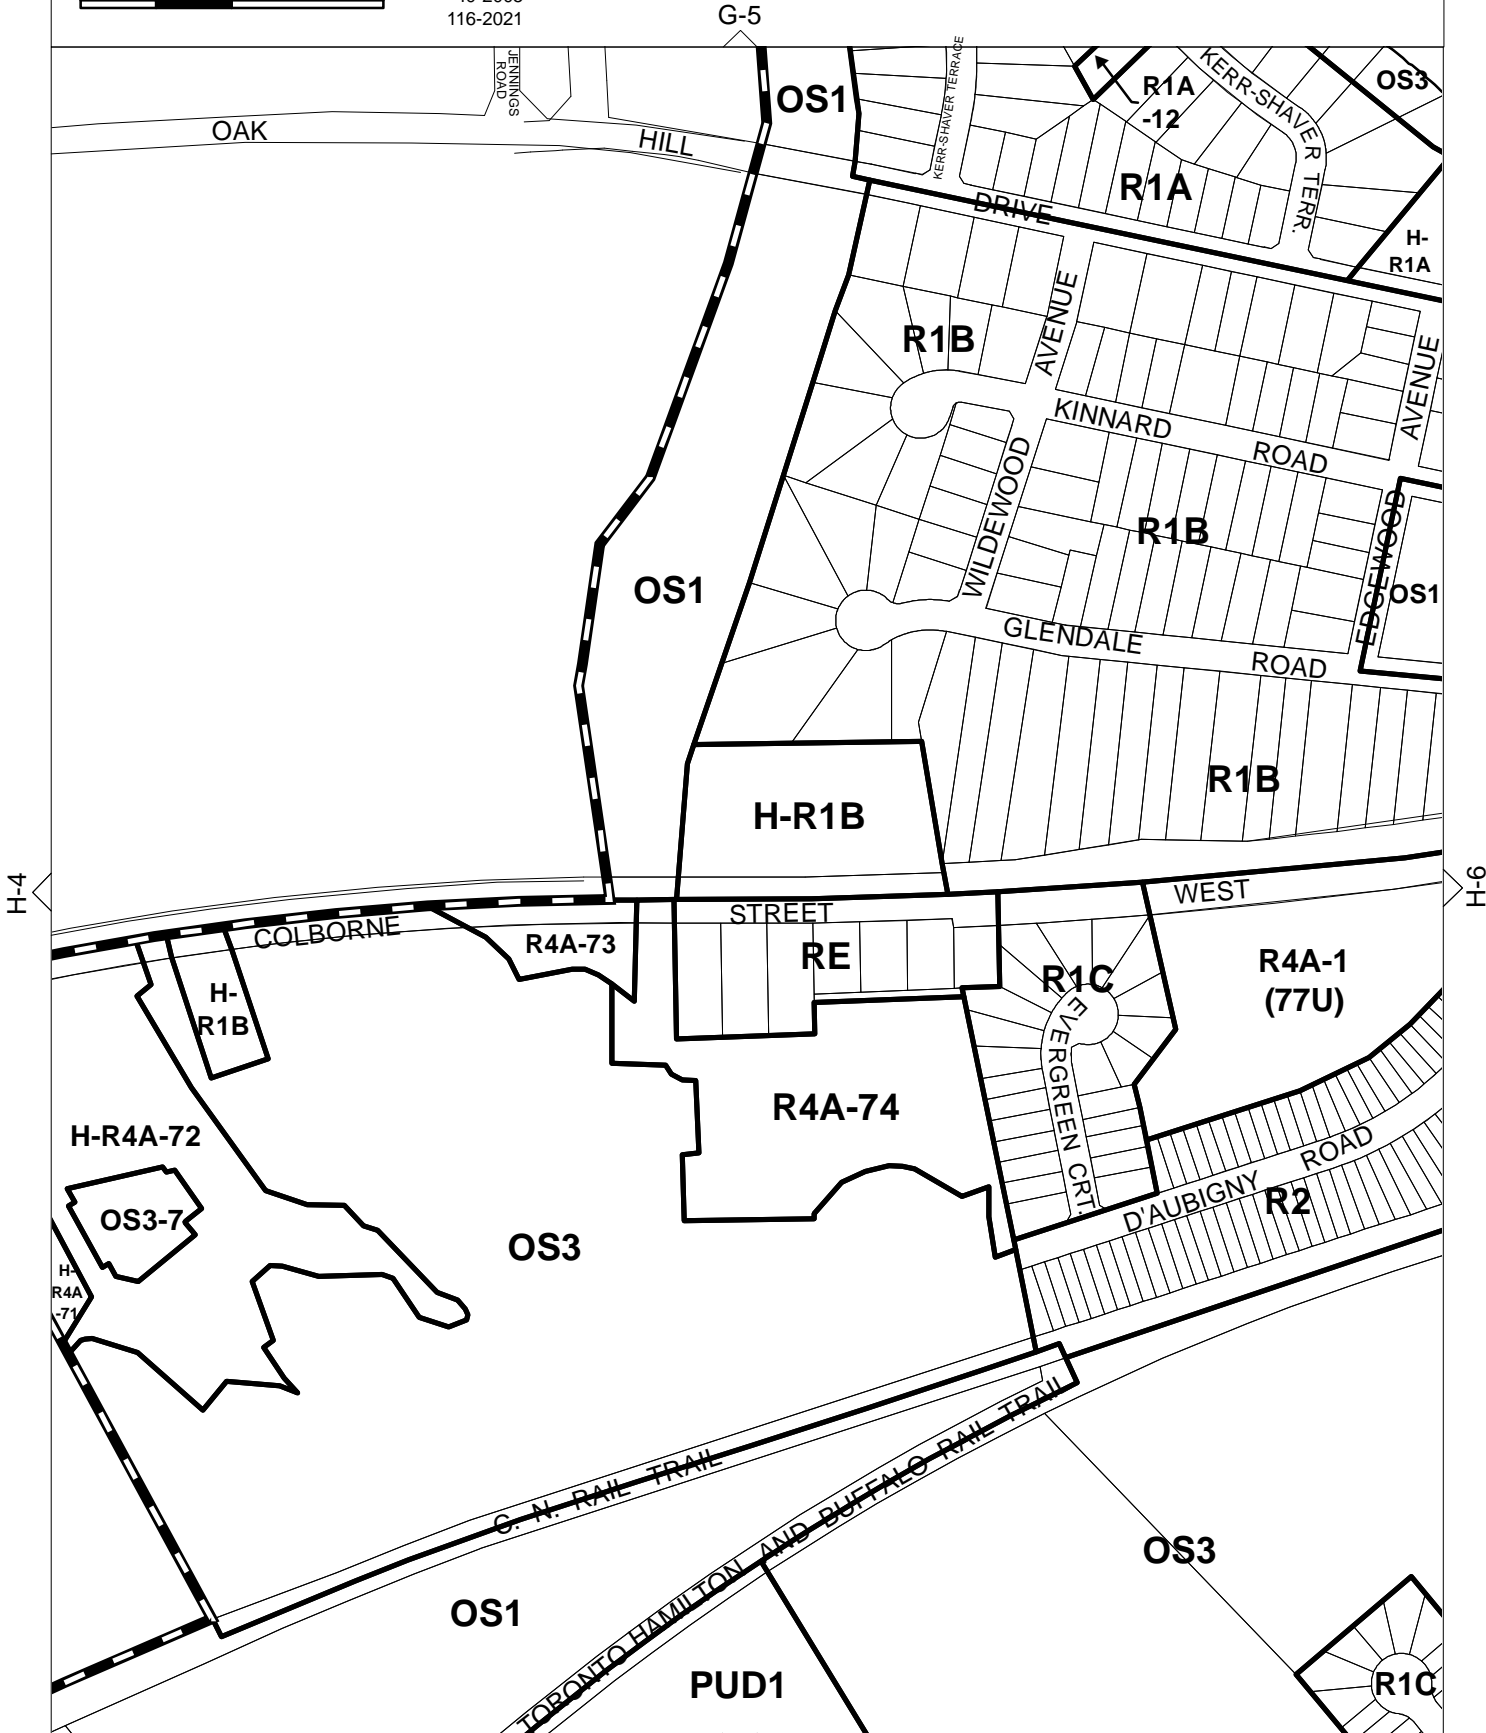 116-2021
G-5
JENNINGS
ROAD
OAK
HILL
DRIVE
OS1
KERR-SHAVER TERRACE
R1A
-12
KERR-SHAVER TERR.
OS3
R1A
H-
R1A
R1B
AVENUE
WILDEWOOD
AVENUE
EDGEWOOD
KINNARD
ROAD
R1B
OS1
OS1
GLENDALE
ROAD
R1B
H-R1B
H-4
H-6
COLBORNE
STREET
WEST
R4A-73
RE
R1C
R4A-1
(77U)
H-
R1B
EVERGREEN CRT.
R4A-74
H-R4A-72
D'AUBIGNY
ROAD
R2
OS3-7
OS3
H-
R4A
-71
C. N. RAIL TRAIL
TORONTO HAMILTON AND BUFFALO RAIL TRAIL
OS3
OS1
PUD1
R1C